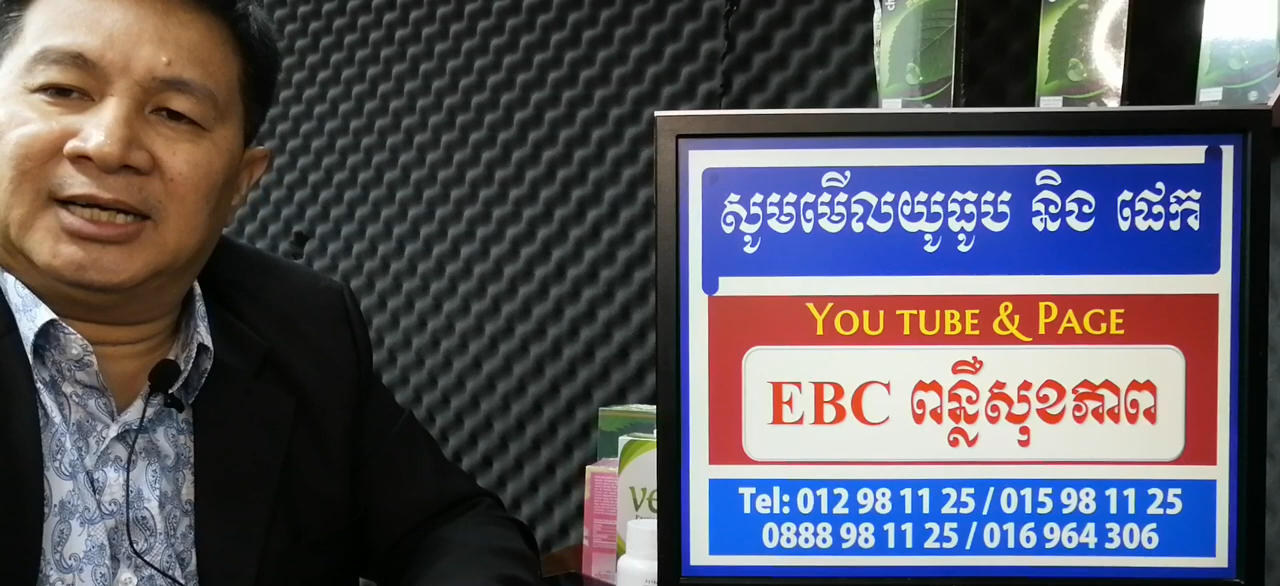 សូមមើលយូធូប និង ផេក
YOU TUBE & PAGE
EBC ពន្លឺសុខភាព
Tel: 012 98 11 25 / 015 98 11 25
0888 98 11 25 / 016 964 306